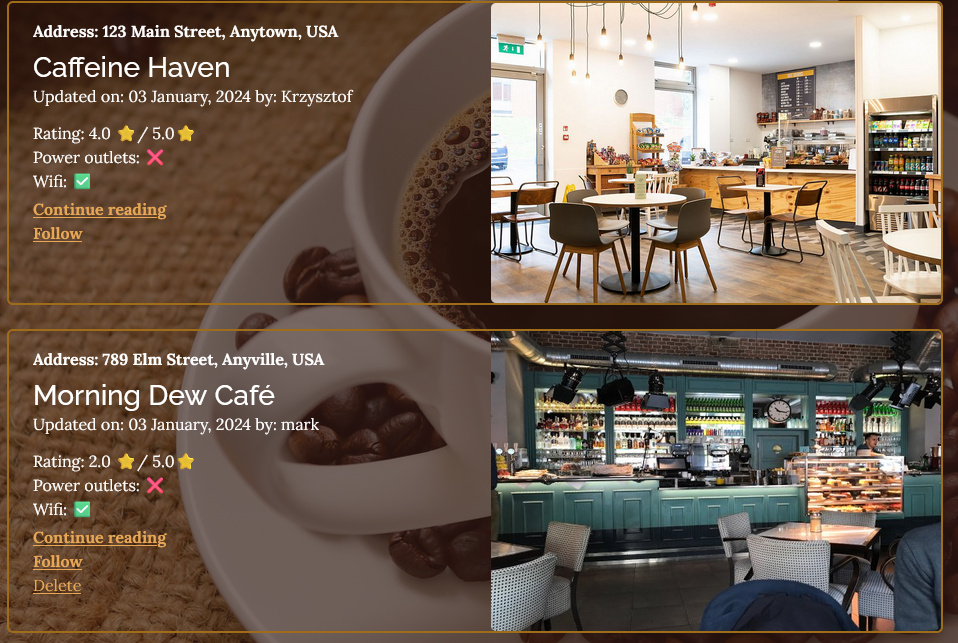 Address: 123 Main Street, Anytown, USA
Caffeine Haven
Updated on: 03 January, 2024 by: Krzysztof
Rating: 4.0 ⭐ / 5.0⭐
Power outlets: ❌
Wifi: ✅
Continue reading
Follow
Address: 789 Elm Street, Anyville, USA
Morning Dew Café
Updated on: 03 January, 2024 by: mark
Rating: 2.0 ⭐ / 5.0⭐
Power outlets: ❌
Wifi: ✅
Continue reading
Follow
Delete